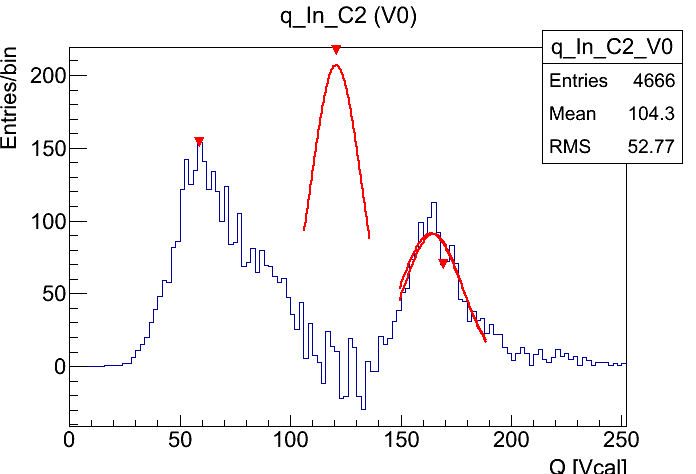 q_In_C2 (V0)
q_In_C2_V0
Entries 4666
Mean 104.3
RMS 52.77
Entries/bin
200
150
100
50
0
0 50 100 150 200 250
Q [Vcal]